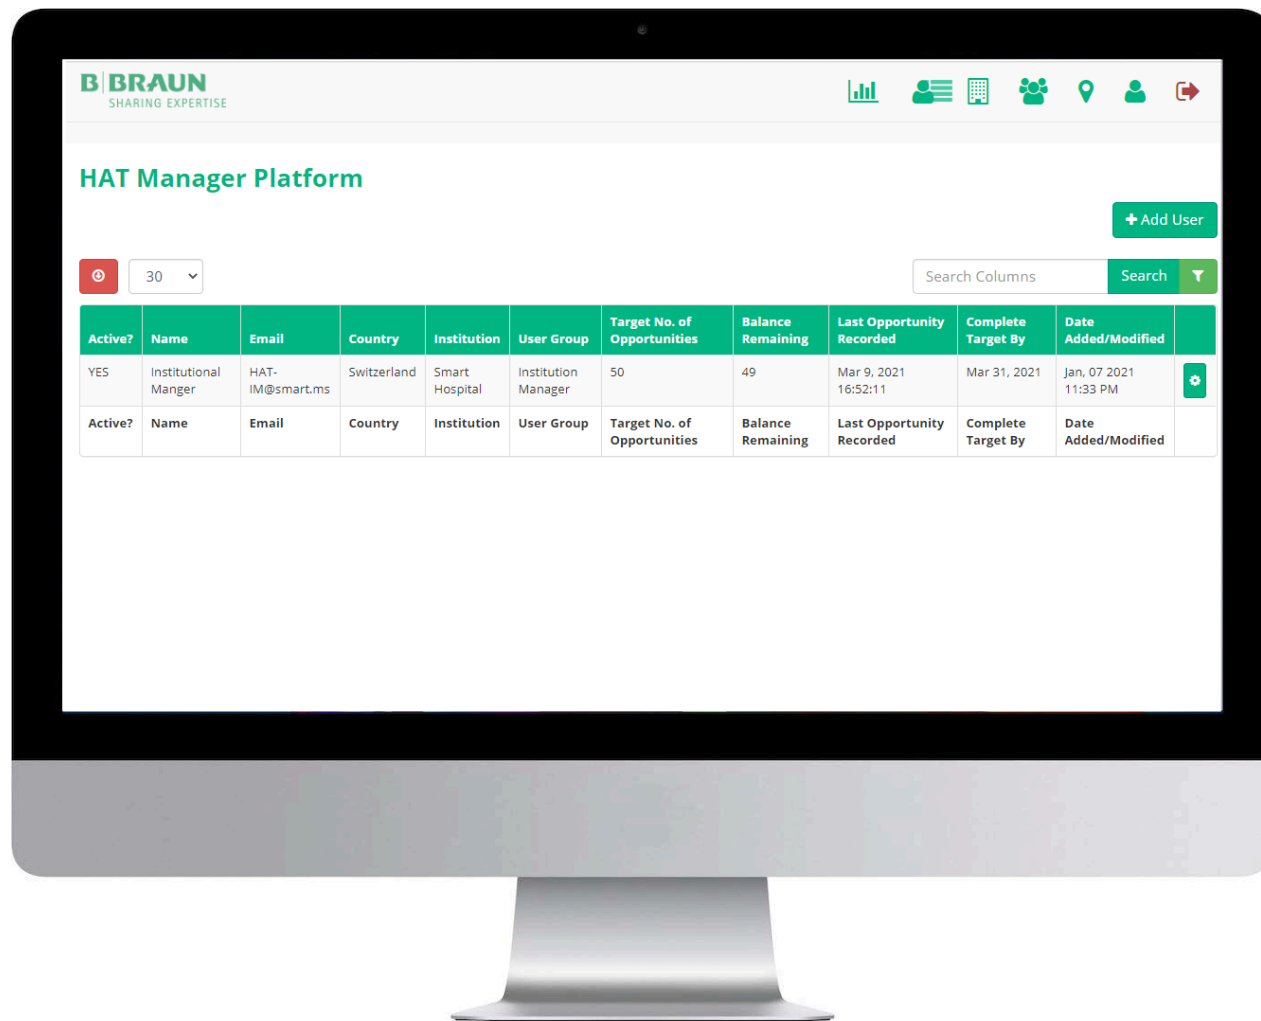 B|BRAUN
SHARING EXPERTISE
HAT Manager Platform
+ Add User
30
Search Columns
Search
Active? Name Email Country Institution User Group Target No. of Opportunities Balance Remaining Last Opportunity Recorded Complete Target By Date Added/Modified
YES Institutional Manger HAT-IM@smart.ms Switzerland Smart Hospital Institution Manager 50 49 Mar 9, 2021 16:52:11 Mar 31, 2021 Jan, 07 2021 11:33 PM
Active? Name Email Country Institution User Group Target No. of Opportunities Balance Remaining Last Opportunity Recorded Complete Target By Date Added/Modified